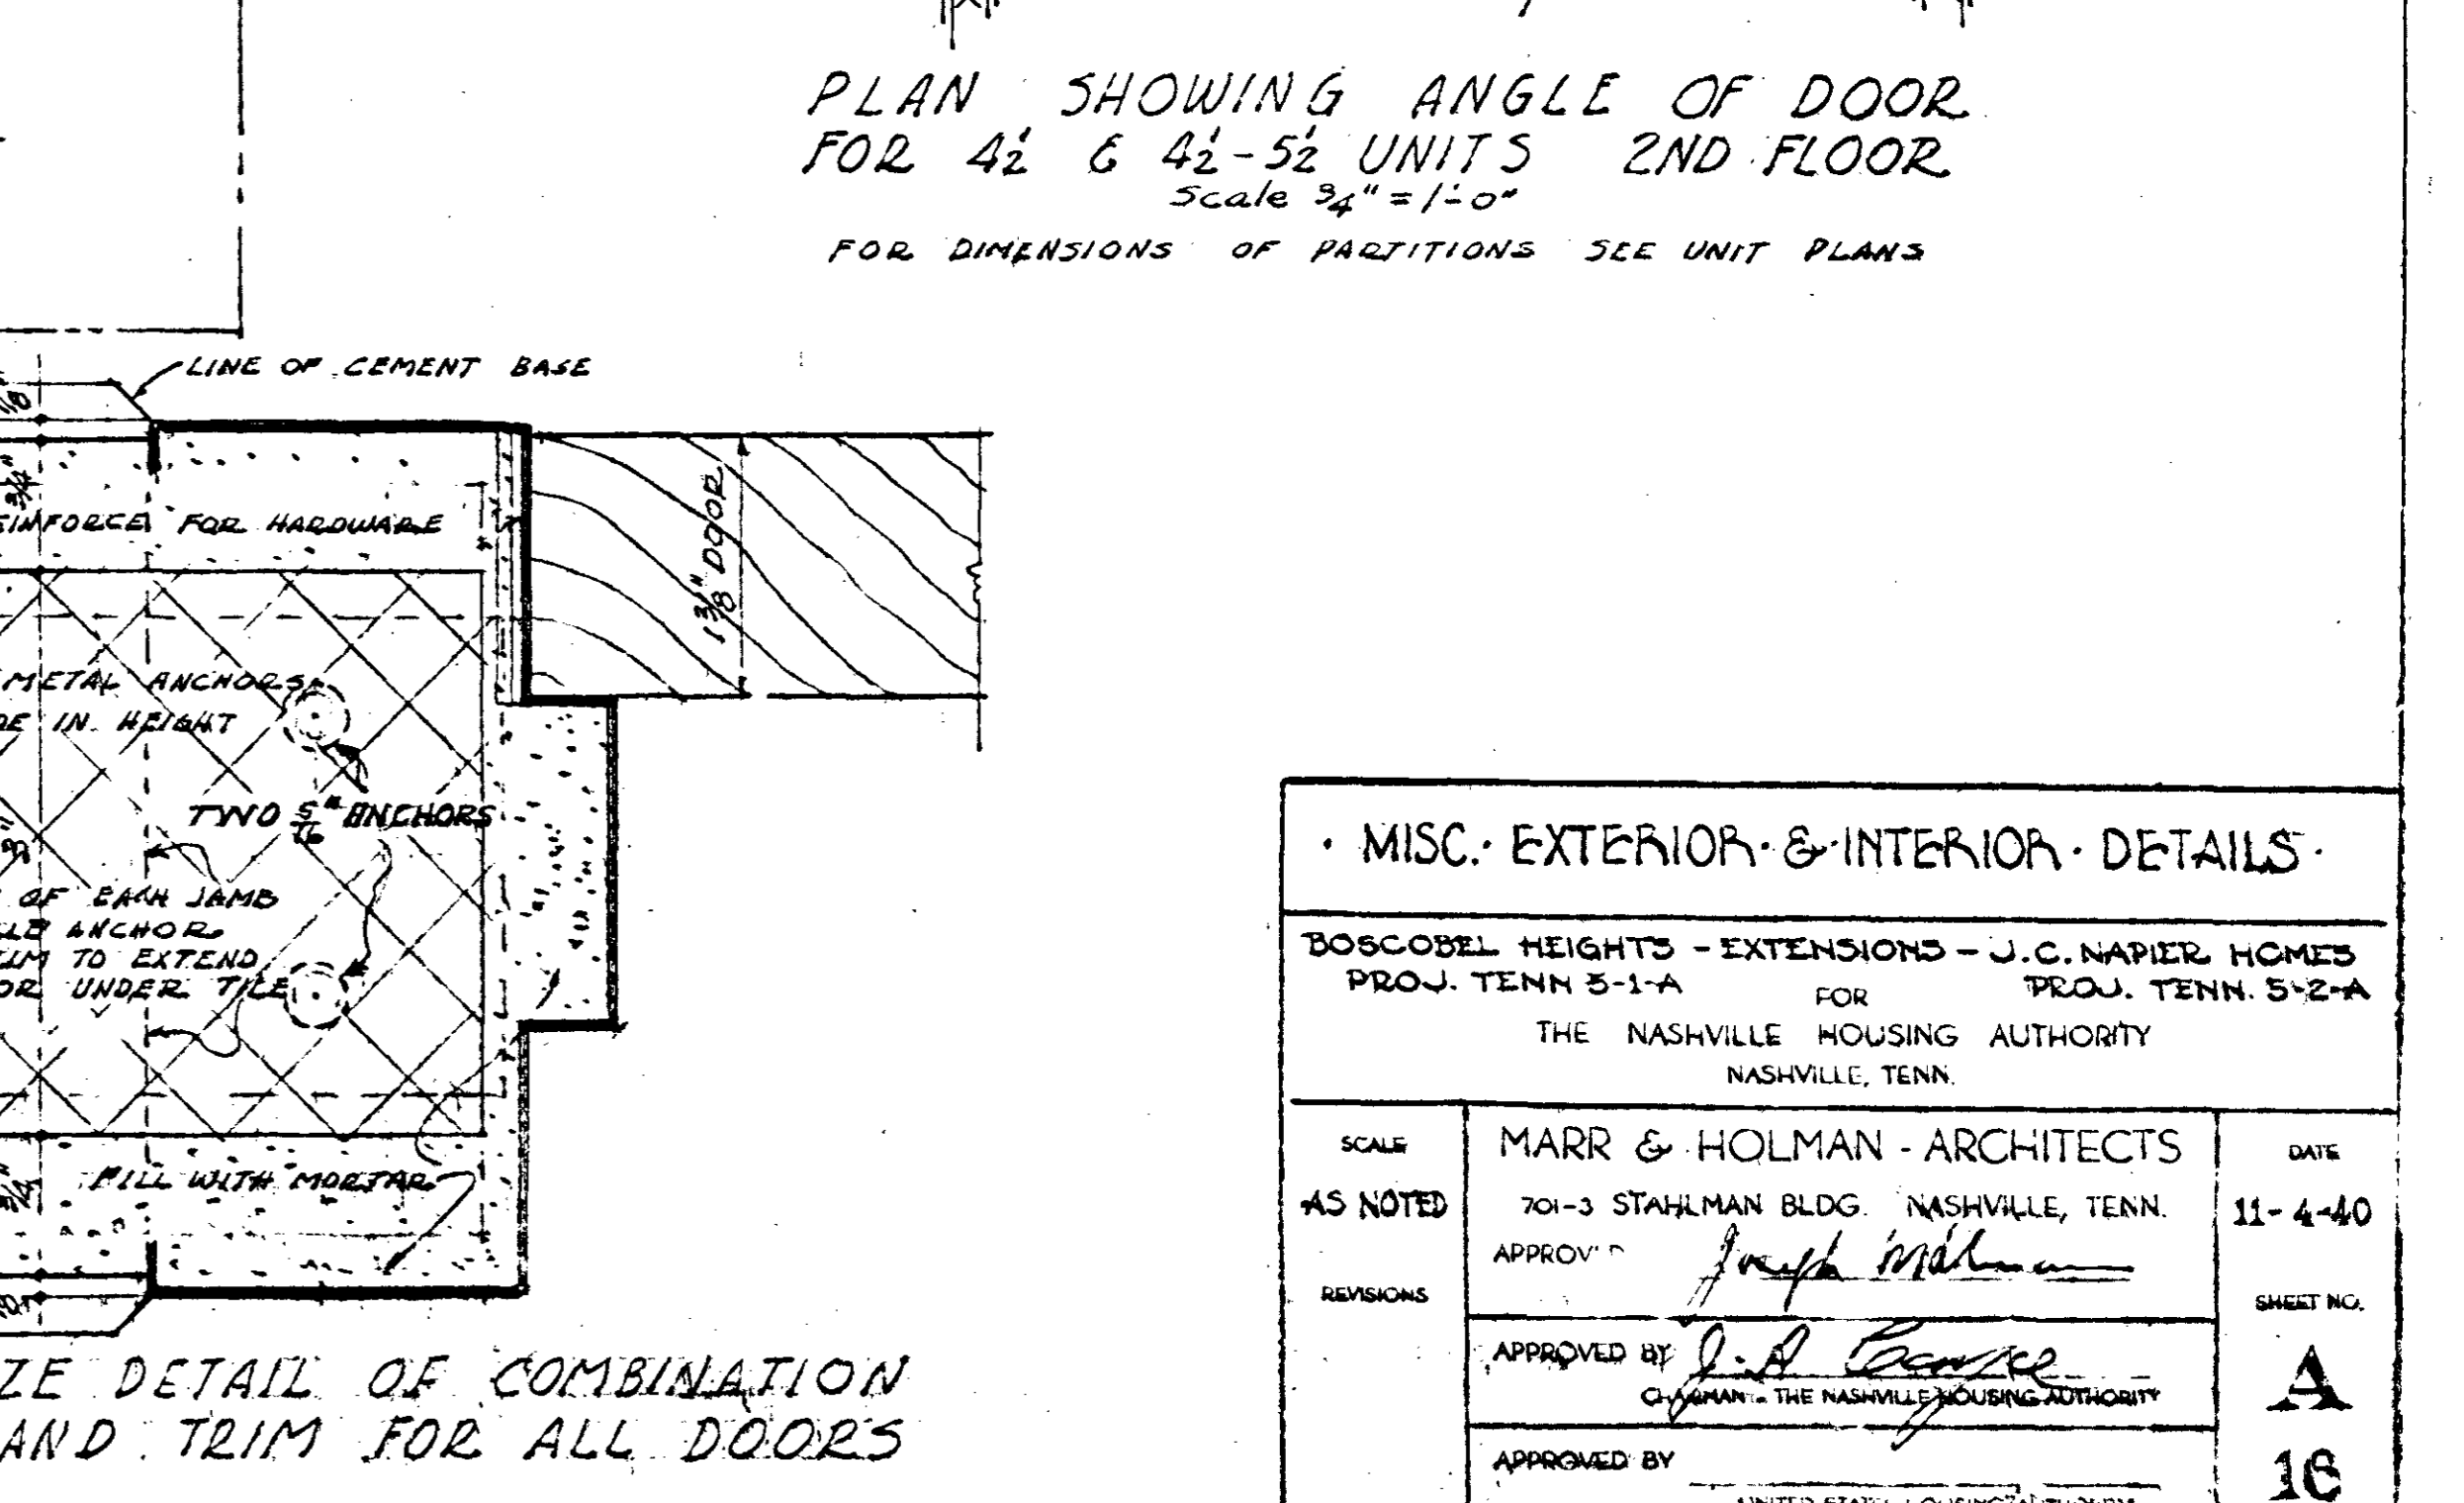 PLAN SHOWING ANGLE OF DOOR
FOR 4½ & 4½-5½ UNITS 2ND FLOOR
Scale ¾" = 1'-0"
FOR DIMENSIONS OF PARTITIONS SEE UNIT PLANS
LINE OF CEMENT BASE
FOR HARDWARE
1⅜" DOOR
¾"
METAL ANCHORS
IN HEIGHT
TWO 5/16" ANCHORS
3"
OF EACH JAMB
ANCHOR
TO EXTEND
UNDER TILE
FILL WITH MORTAR
¾"
DETAIL OF COMBINATION
AND TRIM FOR ALL DOORS
· MISC. · EXTERIOR · & · INTERIOR · DETAILS ·
BOSCOBEL HEIGHTS - EXTENSIONS - J.C. NAPIER HOMES
PROJ. TENN 5-1-A FOR PROJ. TENN. 5-2-A
THE NASHVILLE HOUSING AUTHORITY
NASHVILLE, TENN.
SCALE
AS NOTED
REVISIONS
MARR & HOLMAN - ARCHITECTS
701-3 STAHLMAN BLDG. NASHVILLE, TENN.
Joseph
APPROVED BY
CHAIRMAN - THE NASHVILLE HOUSING AUTHORITY
APPROVED BY
DATE
11-4-40
SHEET NO.
A